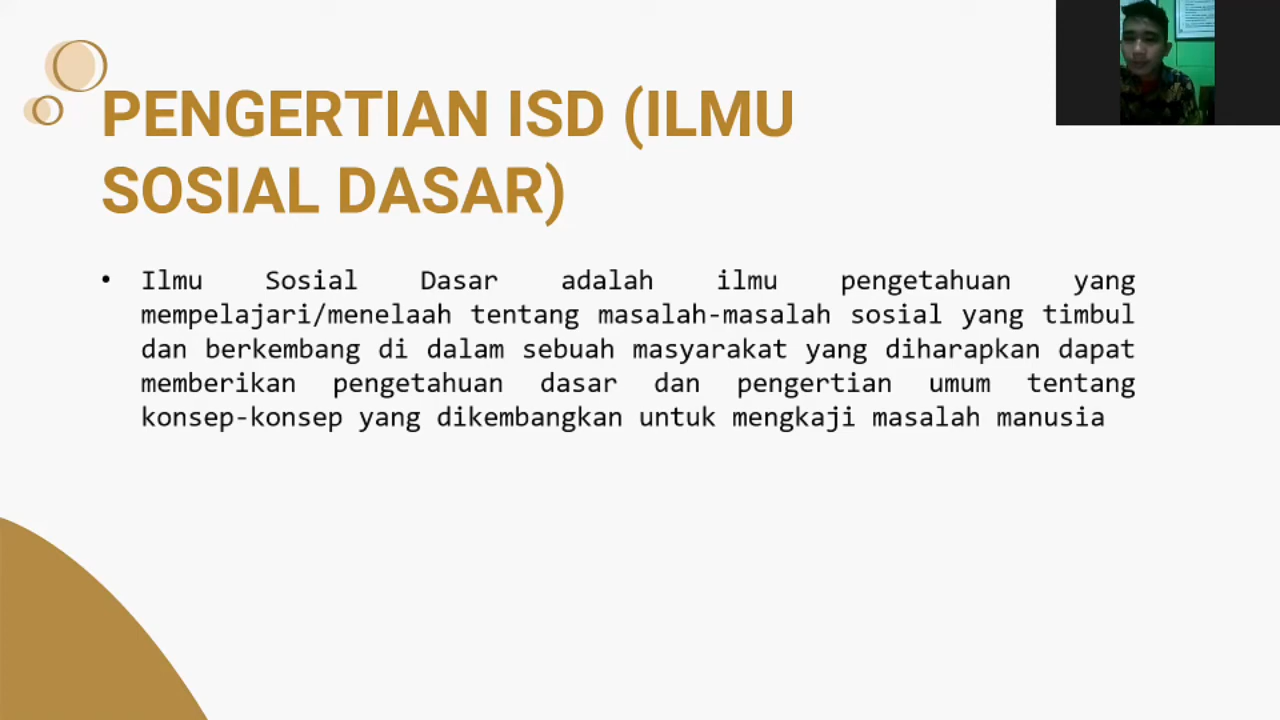 PENGERTIAN ISD (ILMU
SOSIAL DASAR)
• Ilmu Sosial Dasar adalah ilmu pengetahuan yang
mempelajari/menelaah tentang masalah-masalah sosial yang timbul
dan berkembang di dalam sebuah masyarakat yang diharapkan dapat
memberikan pengetahuan dasar dan pengertian umum tentang
konsep-konsep yang dikembangkan untuk mengkaji masalah manusia